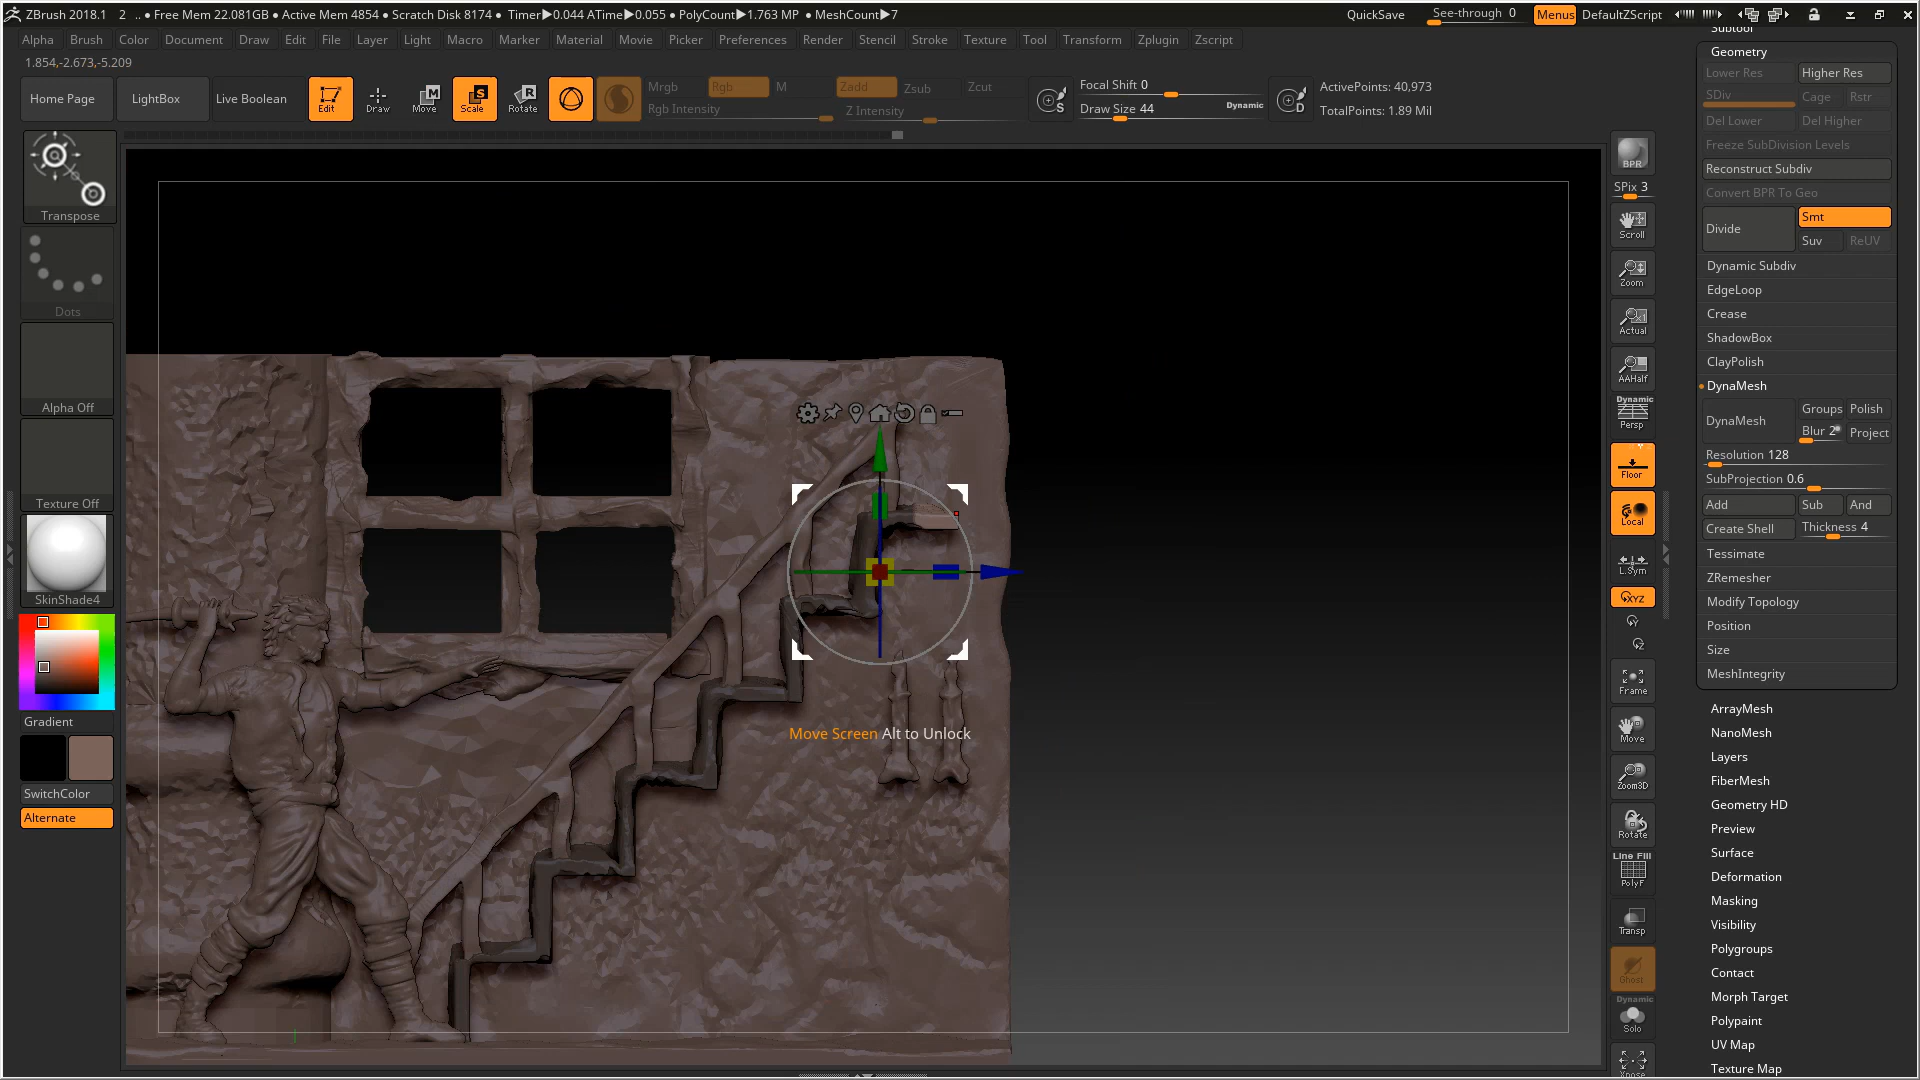 ZBrush 2018.1 2 .. • Free Mem 22.081GB • Active Mem 4854 • Scratch Disk 8174 • Timer▶0.044 ATime▶0.055 • PolyCount▶1.763 MP • MeshCount▶7
QuickSave See-through 0 Menus DefaultZScript
Alpha Brush Color Document Draw Edit File Layer Light Macro Marker Material Movie Picker Preferences Render Stencil Stroke Texture Tool Transform Zplugin Zscript
1.854,-2.673,-5.209
Home Page LightBox Live Boolean
Edit Draw Move Scale Rotate
Mrgb Rgb M
Rgb Intensity
Zadd Zsub Zcut
Z Intensity
Focal Shift 0
Draw Size 44 Dynamic
ActivePoints: 40,973
TotalPoints: 1.89 Mil
Transpose
Dots
Alpha Off
Texture Off
SkinShade4
Gradient
SwitchColor
Alternate
Move Screen Alt to Unlock
BPR
SPix 3
Scroll
Zoom
Actual
AAHalf
Dynamic
Persp
Floor
Local
L.Sym
XYZ
Frame
Move
Zoom3D
Rotate
Line Fill
PolyF
Transp
Ghost
Dynamic
Solo
Xpose
Subtool
Geometry
Lower Res Higher Res
SDiv Cage Rstr
Del Lower Del Higher
Freeze SubDivision Levels
Reconstruct Subdiv
Convert BPR To Geo
Divide Smt
Suv ReUV
Dynamic Subdiv
EdgeLoop
Crease
ShadowBox
ClayPolish
DynaMesh
DynaMesh Groups Polish
Blur 2 Project
Resolution 128
SubProjection 0.6
Add Sub And
Create Shell Thickness 4
Tessimate
ZRemesher
Modify Topology
Position
Size
MeshIntegrity
ArrayMesh
NanoMesh
Layers
FiberMesh
Geometry HD
Preview
Surface
Deformation
Masking
Visibility
Polygroups
Contact
Morph Target
Polypaint
UV Map
Texture Map